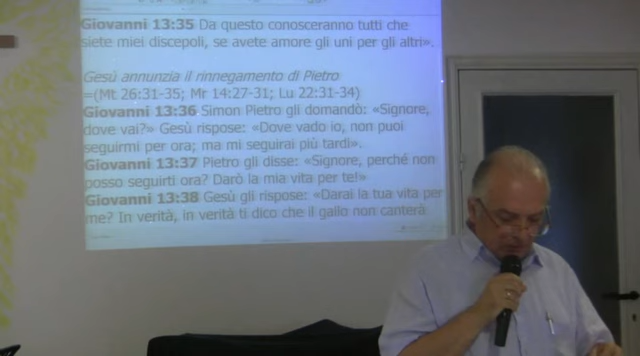 Giovanni 13:35 Da questo conosceranno tutti che
siete miei discepoli, se avete amore gli uni per gli altri».
Gesù annunzia il rinnegamento di Pietro
=(Mt 26:31-35; Mr 14:27-31; Lu 22:31-34)
Giovanni 13:36 Simon Pietro gli domandò: «Signore,
dove vai?» Gesù rispose: «Dove vado io, non puoi
seguirmi per ora; ma mi seguirai più tardi».
Giovanni 13:37 Pietro gli disse: «Signore, perché non
posso seguirti ora? Darò la mia vita per te!»
Giovanni 13:38 Gesù gli rispose: «Darai la tua vita per
me? In verità, in verità ti dico che il gallo non canterà